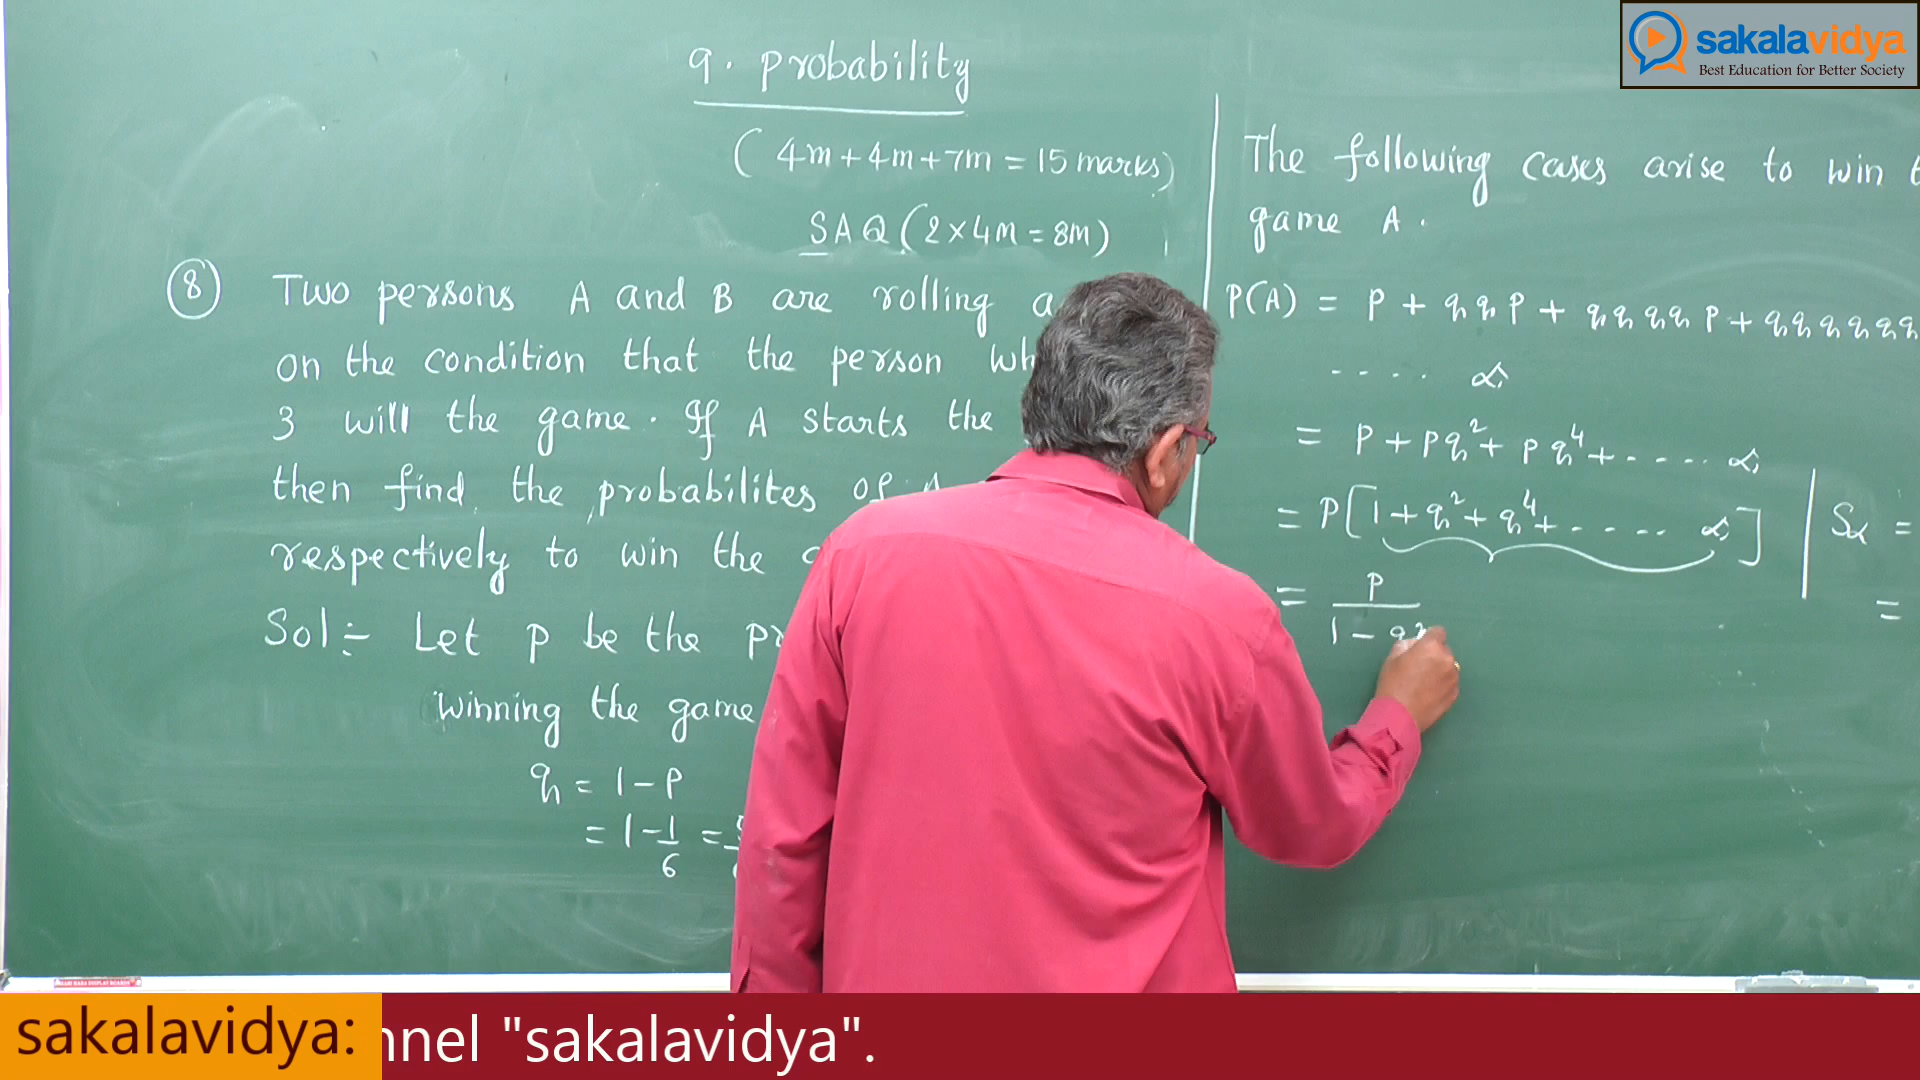 sakalavidya
Best Education for Better Society
9. probability
(4m+4m+7m = 15 marks)
SAQ (2×4m = 8m)
8 Two persons A and B are rolling a
on the condition that the person wh
3 will the game. If A starts the
then find the probabilites of A
respectively to win the
Sol:- Let p be the pr
winning the game
q = 1-p
= 1-1/6 =
The following cases arise to win
game A.
P(A) = p + qqp + qqqqp + qqqqqq
.... α
= p + pq² + pq⁴ + ..... α
= p[1 + q² + q⁴ + ..... α] | Sα =
= p/(1-q²
=
sakalavidya: nnel "sakalavidya".